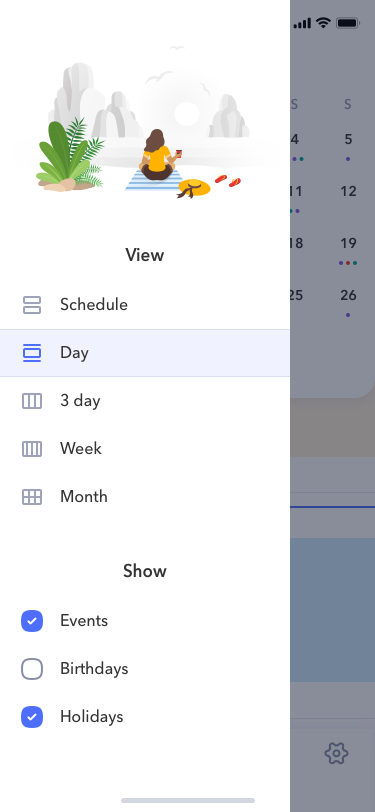 S S
4 5
11 12
18 19
25 26
View
Schedule
Day
3 day
Week
Month
Show
Events
Birthdays
Holidays